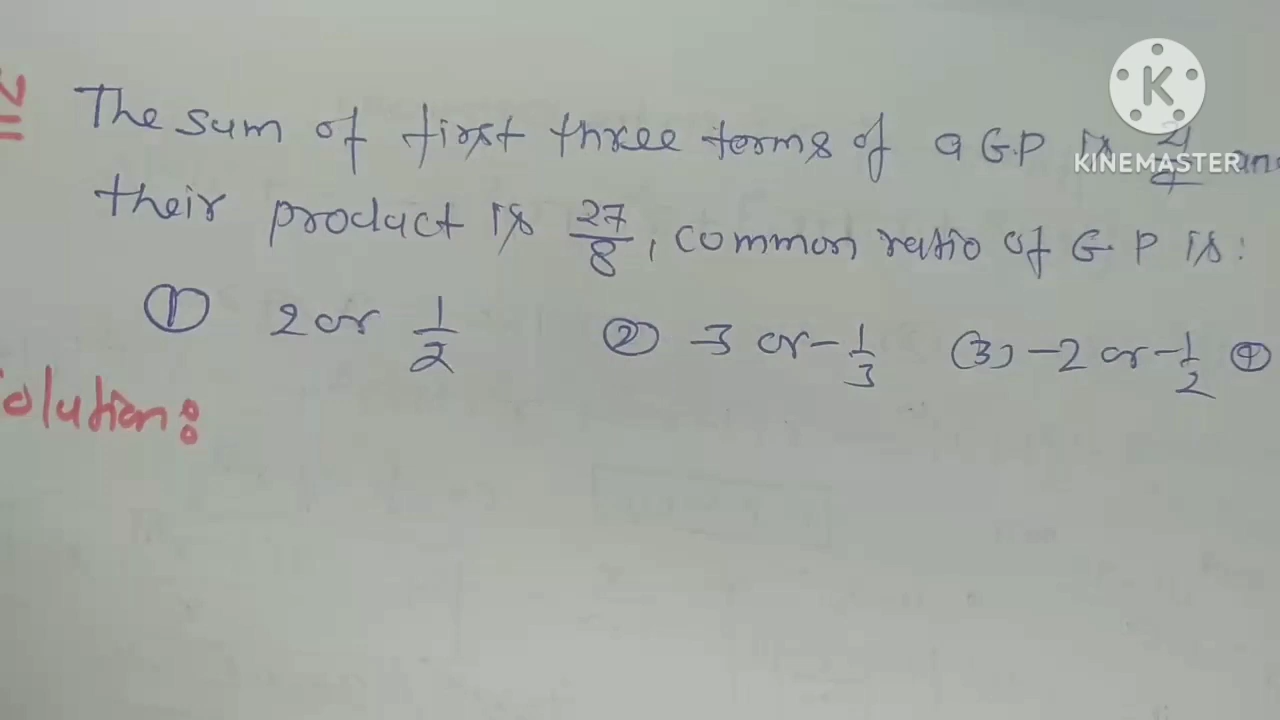 The sum of first three terms of a G.P is
KINEMASTER
their product is 27/8, common ratio of G.P is:
① 2 or 1/2 ② -3 or -1/3 (3) -2 or -1/2 ④
Solution: